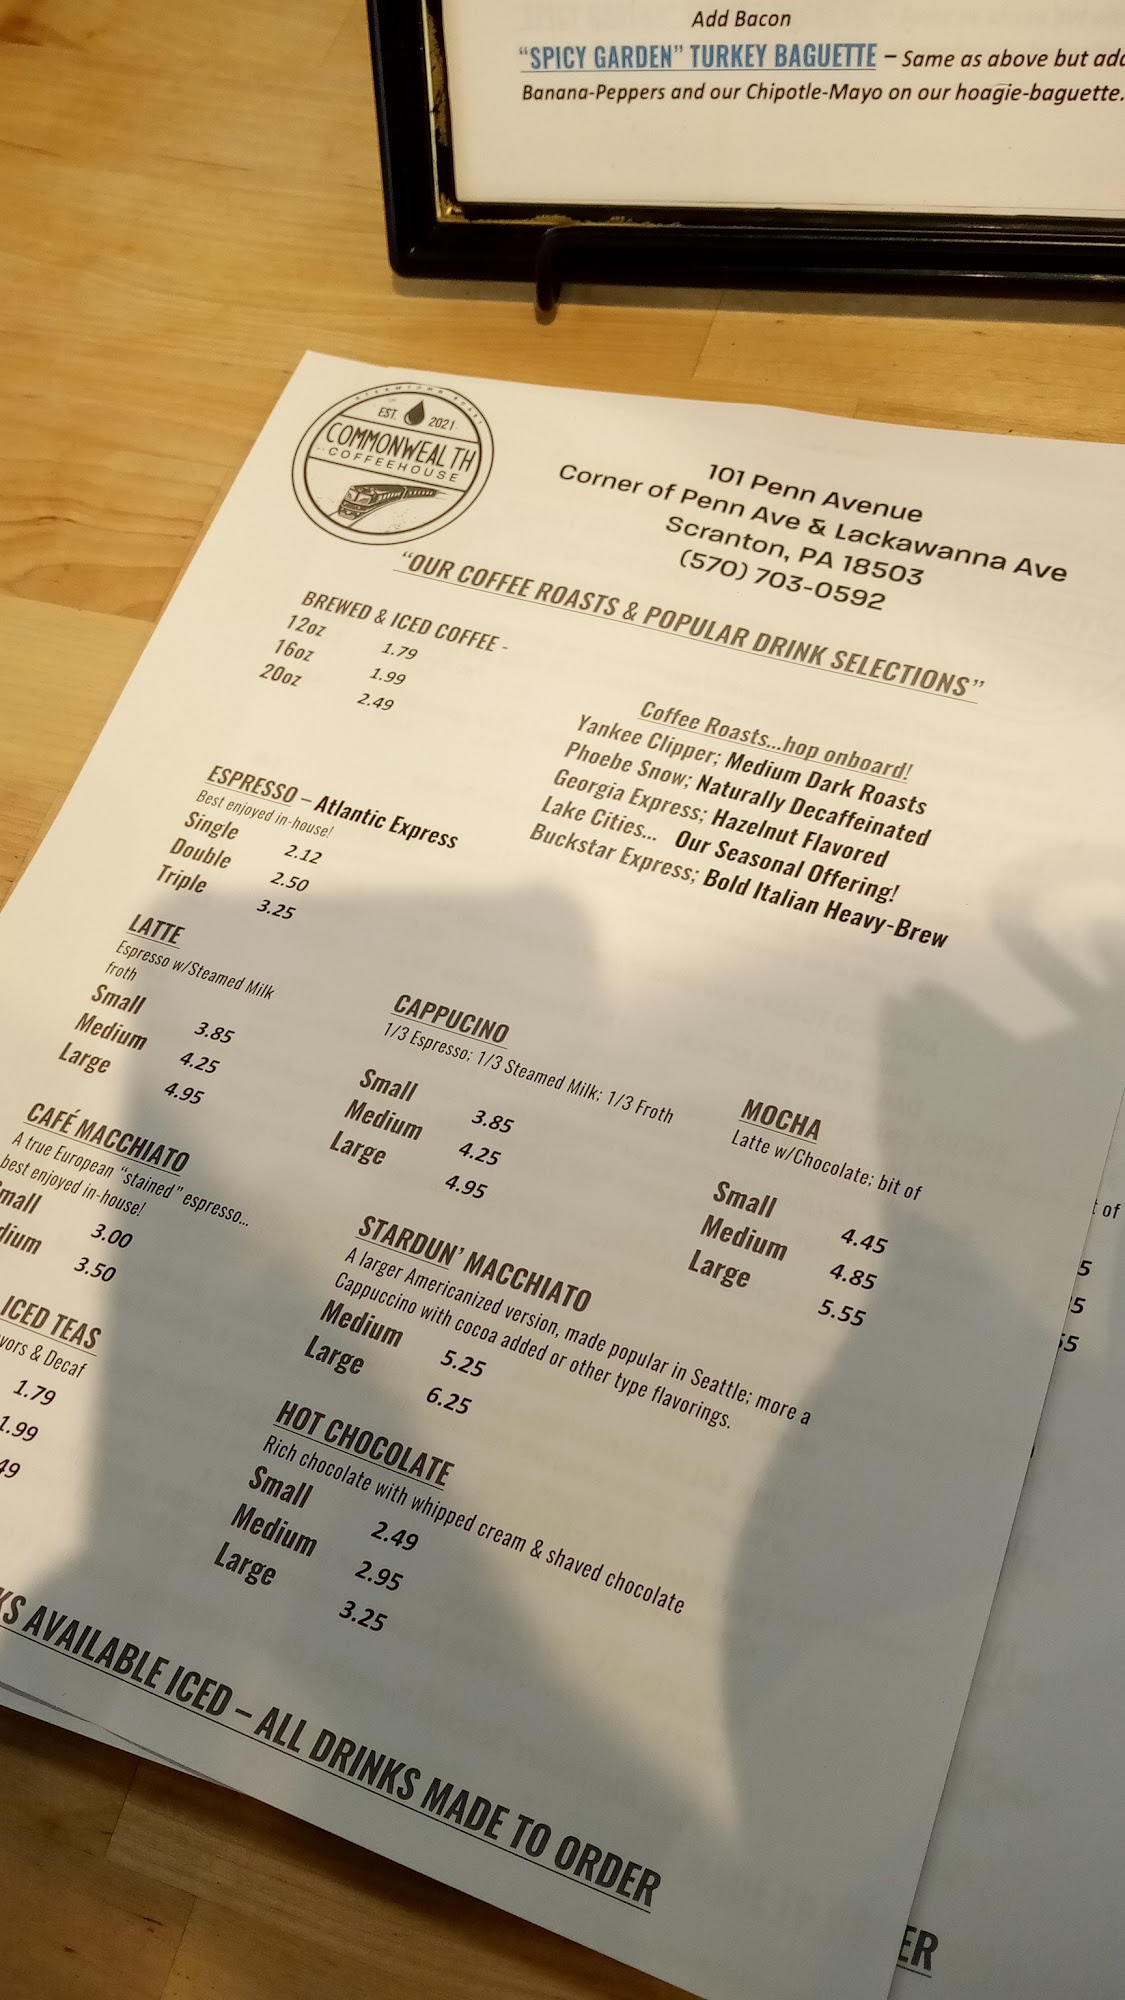 Add Bacon
“SPICY GARDEN” TURKEY BAGUETTE – Same as above but add
Banana-Peppers and our Chipotle-Mayo on our hoagie-baguette.
EST. 2021
COMMONWEALTH
COFFEEHOUSE
101 Penn Avenue
Corner of Penn Ave & Lackawanna Ave
Scranton, PA 18503
(570) 703-0592
“OUR COFFEE ROASTS & POPULAR DRINK SELECTIONS”
BREWED & ICED COFFEE -
12oz 1.79
16oz 1.99
20oz 2.49
Coffee Roasts...hop onboard!
Yankee Clipper; Medium Dark Roasts
Phoebe Snow; Naturally Decaffeinated
Georgia Express; Hazelnut Flavored
Lake Cities... Our Seasonal Offering!
Buckstar Express; Bold Italian Heavy-Brew
ESPRESSO – Atlantic Express
Best enjoyed in-house!
Single 2.12
Double 2.50
Triple 3.25
LATTE
Espresso w/Steamed Milk
froth
Small 3.85
Medium 4.25
Large 4.95
CAPPUCINO
1/3 Espresso; 1/3 Steamed Milk; 1/3 Froth
Small 3.85
Medium 4.25
Large 4.95
MOCHA
Latte w/Chocolate; bit of
Small 4.45
Medium 4.85
Large 5.55
CAFÉ MACCHIATO
A true European “stained” espresso...
best enjoyed in-house!
mall 3.00
dium 3.50
STARDUN’ MACCHIATO
A larger Americanized version, made popular in Seattle; more a
Cappuccino with cocoa added or other type flavorings.
Medium 5.25
Large 6.25
ICED TEAS
vors & Decaf
1.79
1.99
49
HOT CHOCOLATE
Rich chocolate with whipped cream & shaved chocolate
Small 2.49
Medium 2.95
Large 3.25
KS AVAILABLE ICED – ALL DRINKS MADE TO ORDER
of
5
5
55
ER